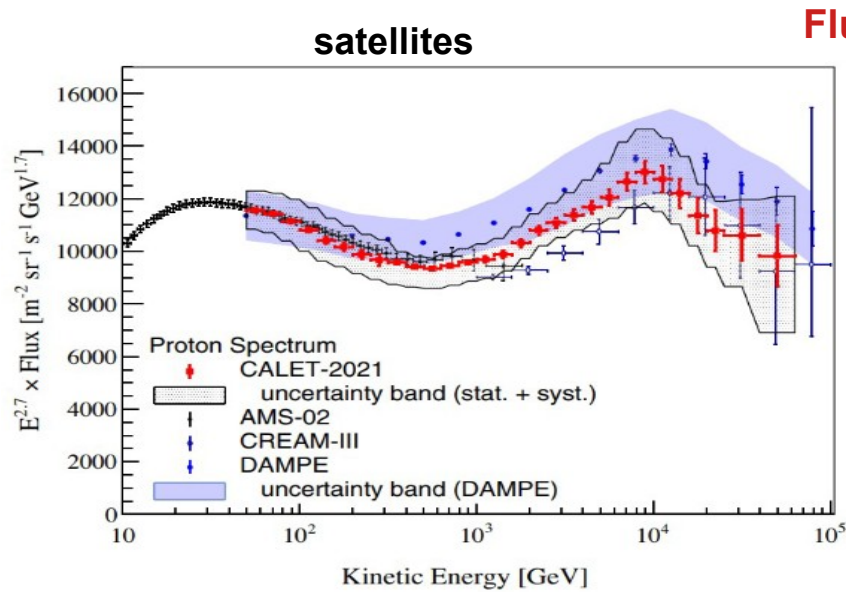 satellites
Flu
16000
14000
12000
10000
8000
6000
4000
2000
0
E^2.7 x Flux [m^-2 sr^-1 s^-1 GeV^1.7]
Proton Spectrum
CALET-2021
uncertainty band (stat. + syst.)
AMS-02
CREAM-III
DAMPE
uncertainty band (DAMPE)
10 10^2 10^3 10^4 10^5
Kinetic Energy [GeV]